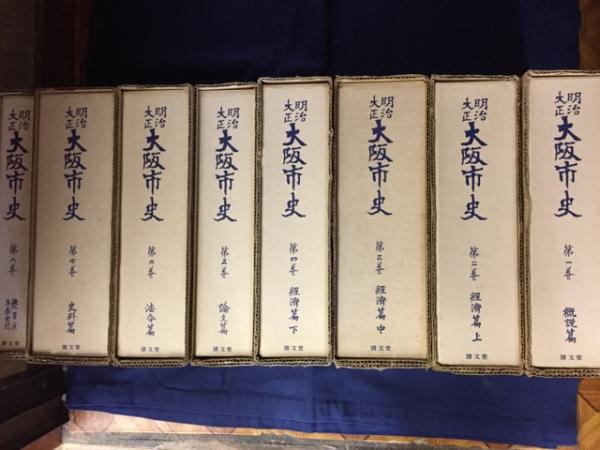 明治
大正
大阪市史
第一巻
概説篇
明治
大正
大阪市史
第二巻
経済篇 上
清文堂
明治
大正
大阪市史
第三巻
経済篇 中
清文堂
明治
大正
大阪市史
第四巻
経済篇 下
清文堂
明治
大正
大阪市史
第五巻
論文篇
清文堂
明治
大正
大阪市史
第六巻
法令篇
清文堂
明治
大正
大阪市史
第七巻
史料篇
清文堂
明治
大正
大阪市史
第八巻
清文堂